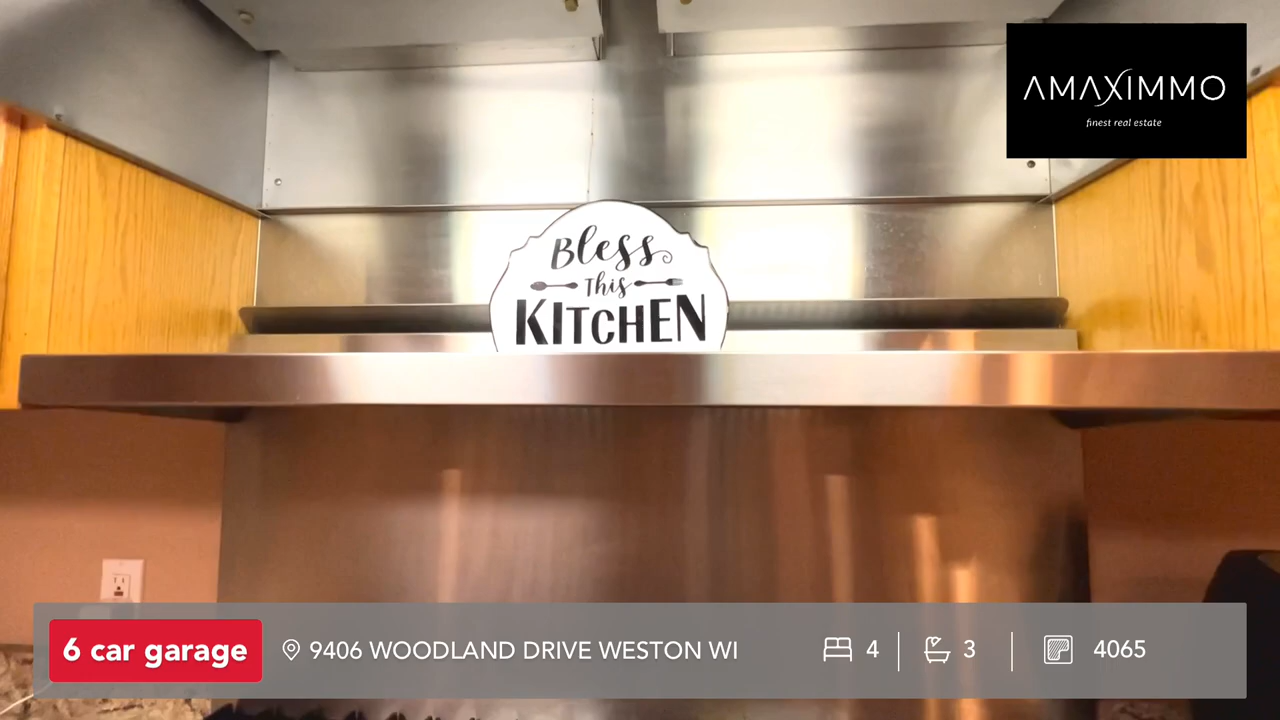 AMAXIMMO
finest real estate
Bless
This
KITCHEN
6 car garage
9406 WOODLAND DRIVE WESTON WI
4
3
4065